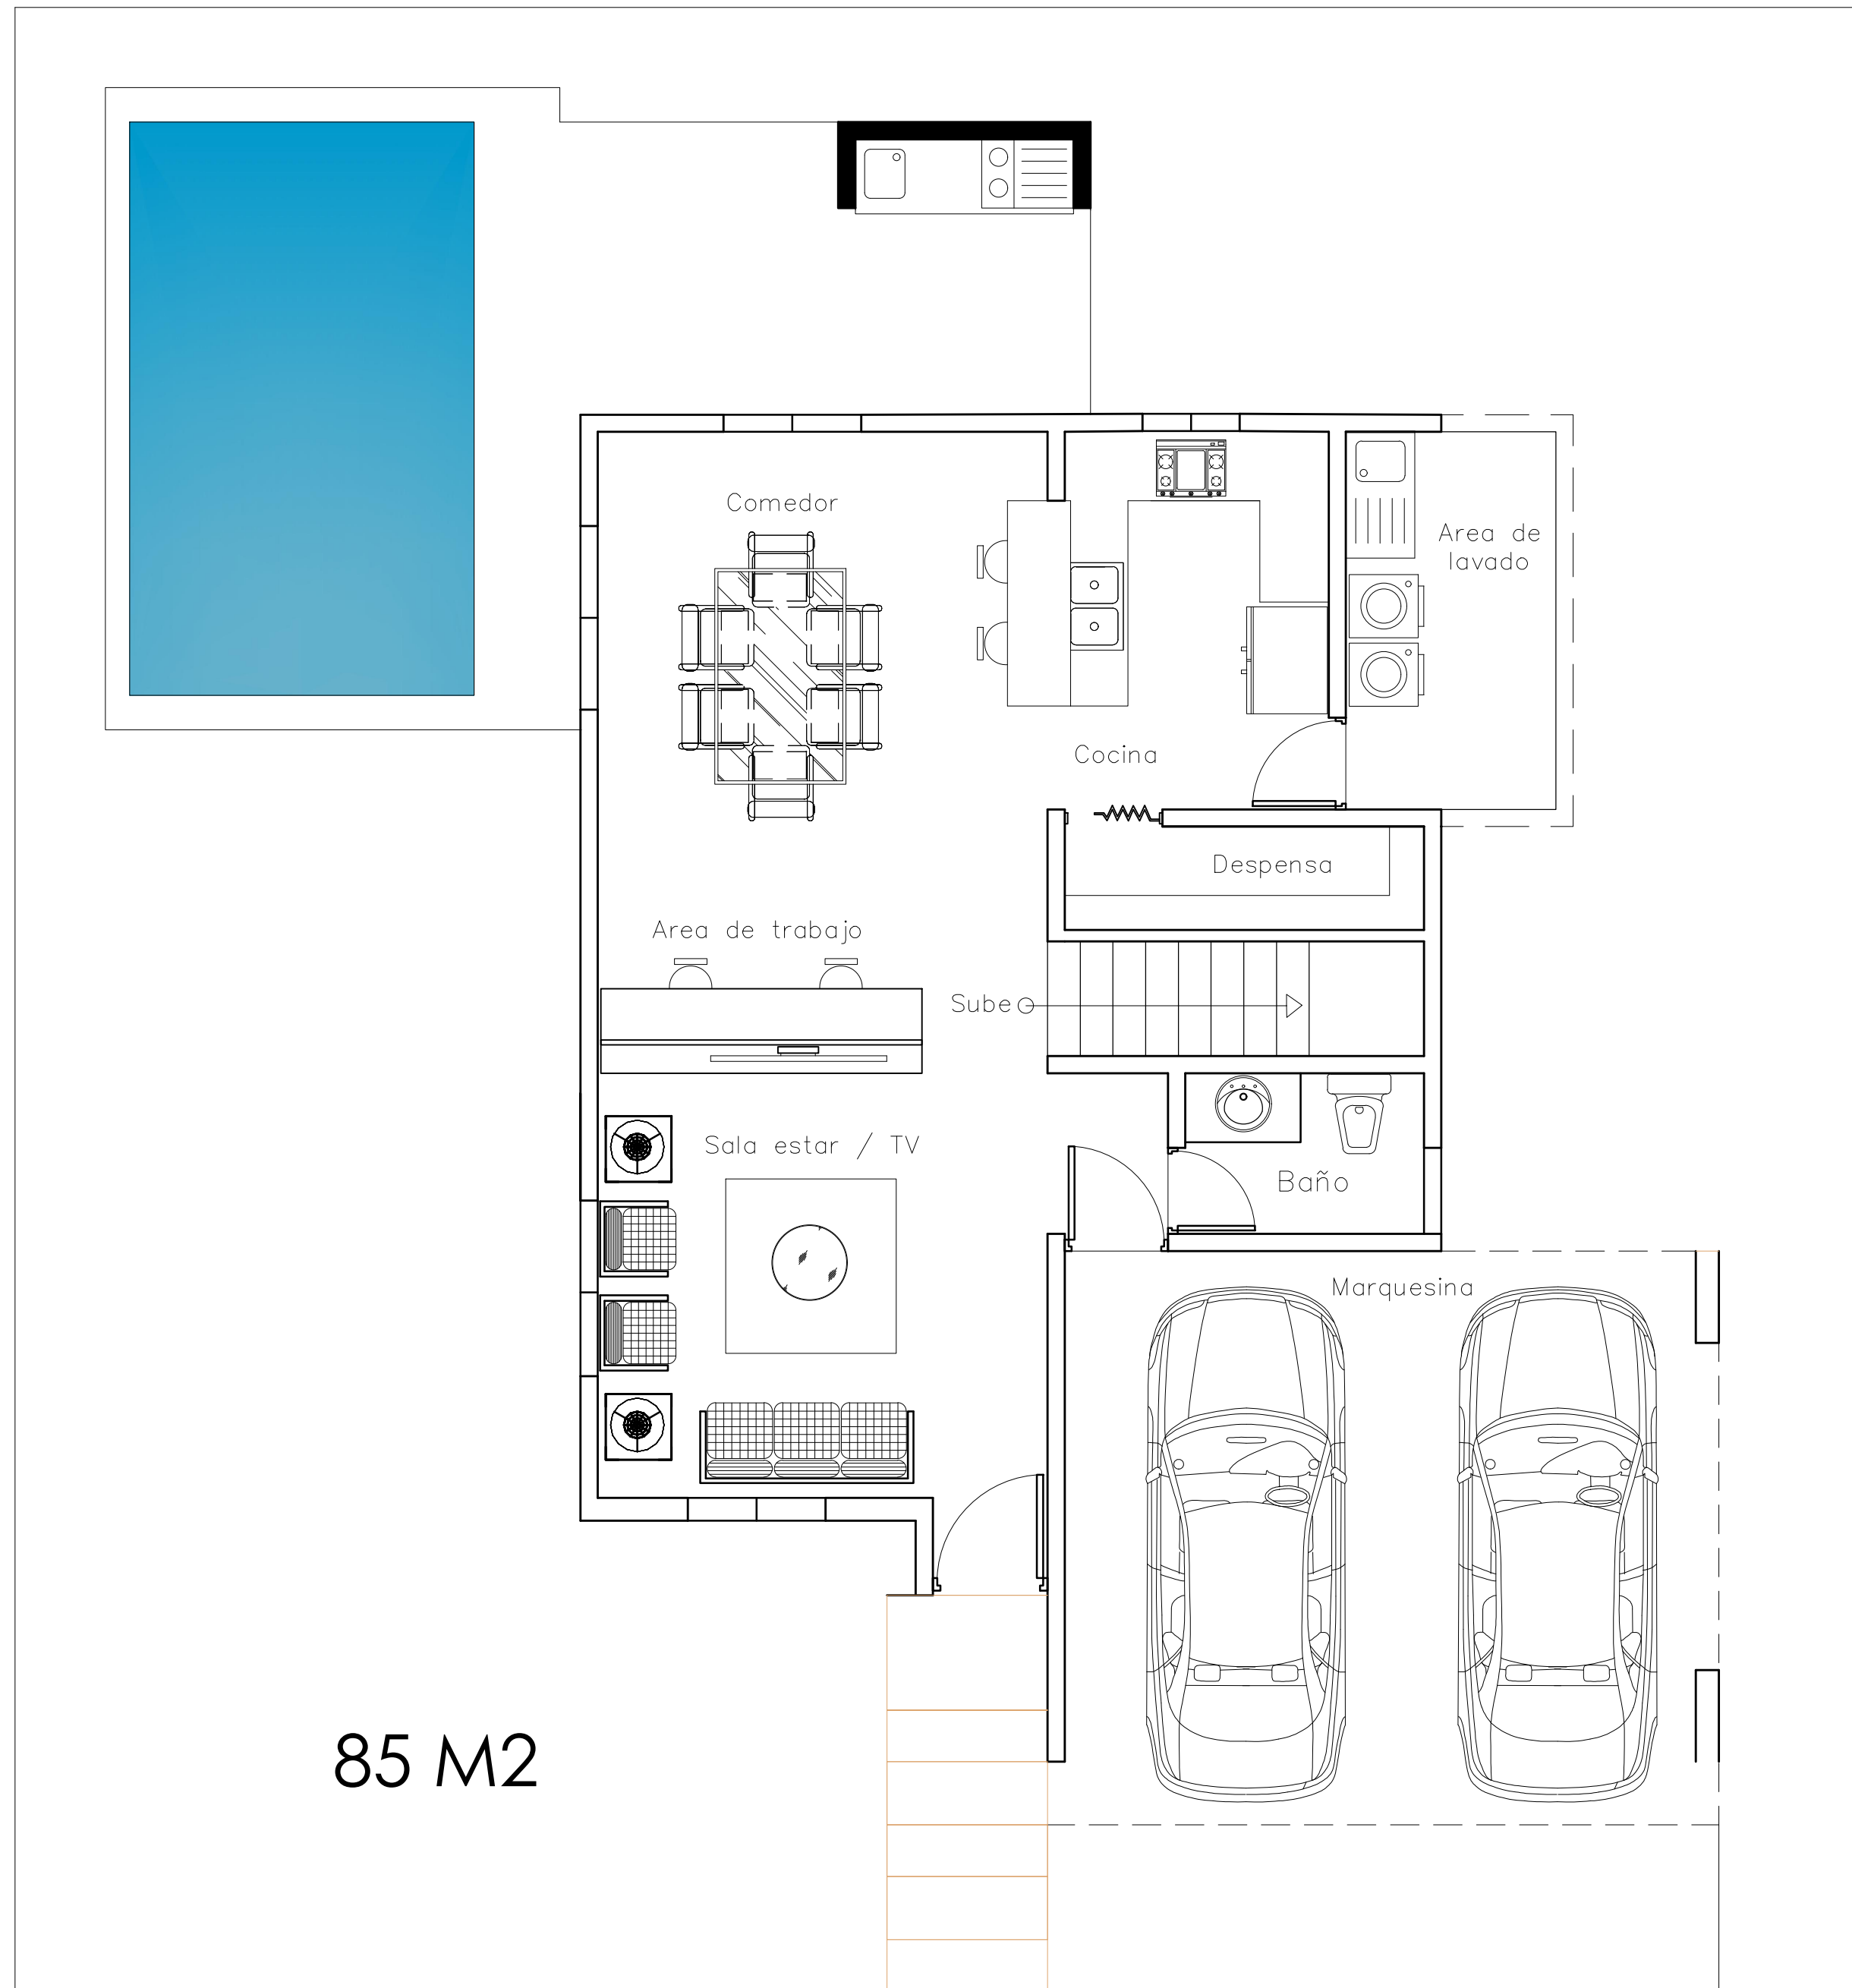 Comedor
Area de
lavado
Cocina
Despensa
Area de trabajo
Sube
Sala estar / TV
Baño
Marquesina
85 M2